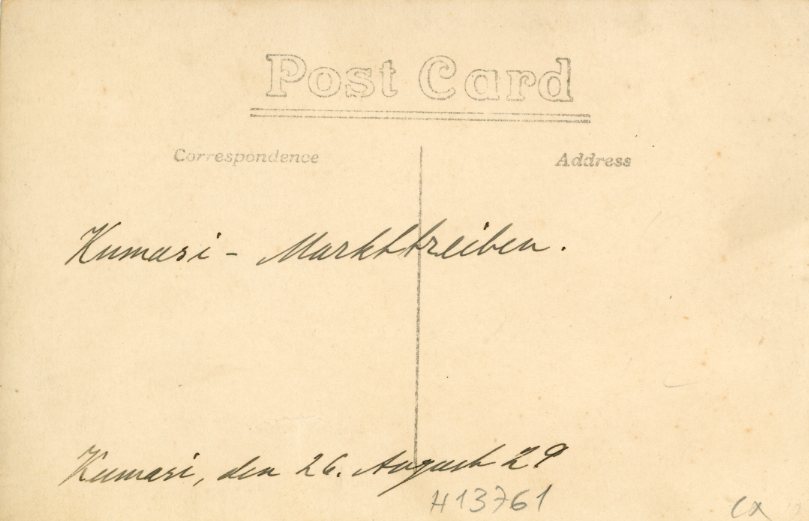 Post Card
Correspondence
Address
Kumasi - Markttreiben.
Kumasi, den 26. August 29
H13761